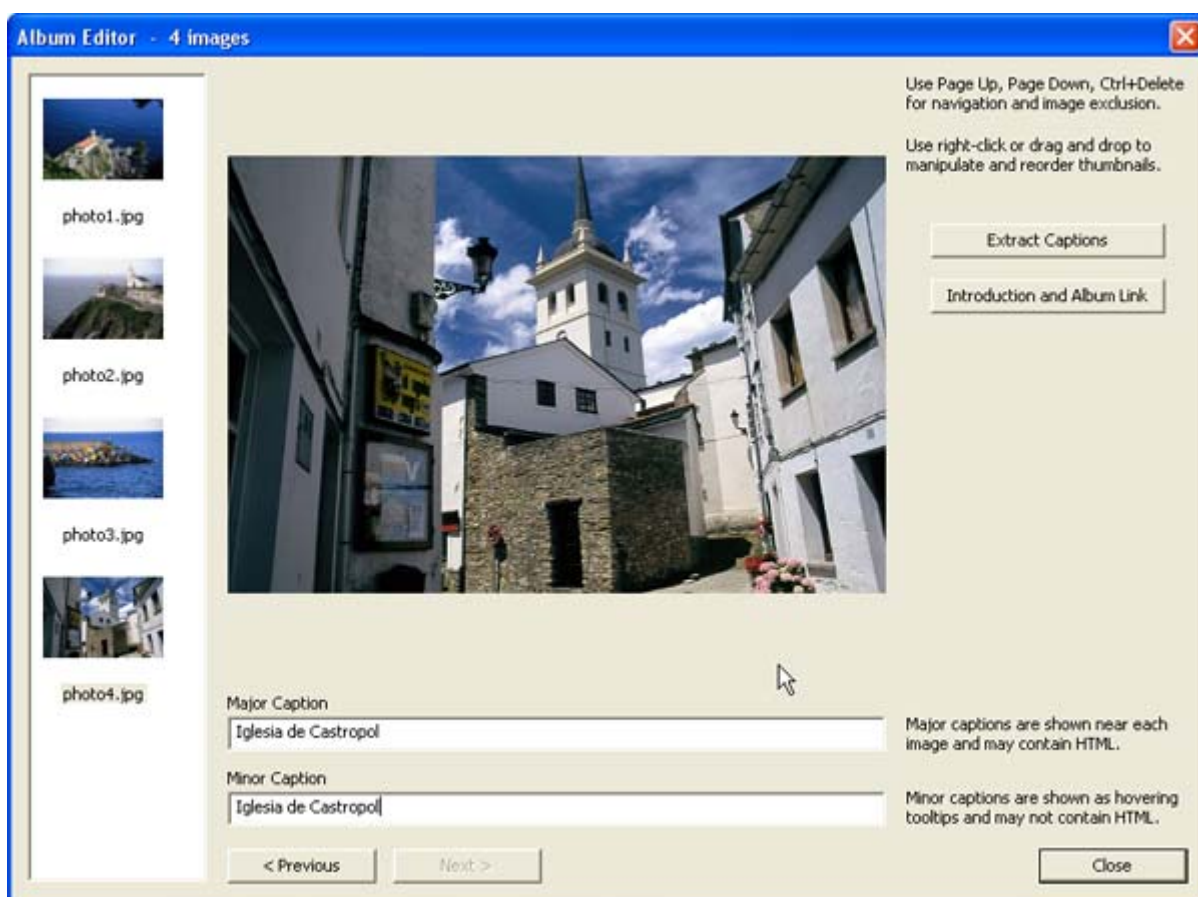 Album Editor - 4 images
photo1.jpg
photo2.jpg
photo3.jpg
photo4.jpg
Use Page Up, Page Down, Ctrl+Delete
for navigation and image exclusion.
Use right-click or drag and drop to
manipulate and reorder thumbnails.
Extract Captions
Introduction and Album Link
Major Caption
Iglesia de Castropol
Major captions are shown near each
image and may contain HTML.
Minor Caption
Iglesia de Castropol
Minor captions are shown as hovering
tooltips and may not contain HTML.
< Previous
Next >
Close